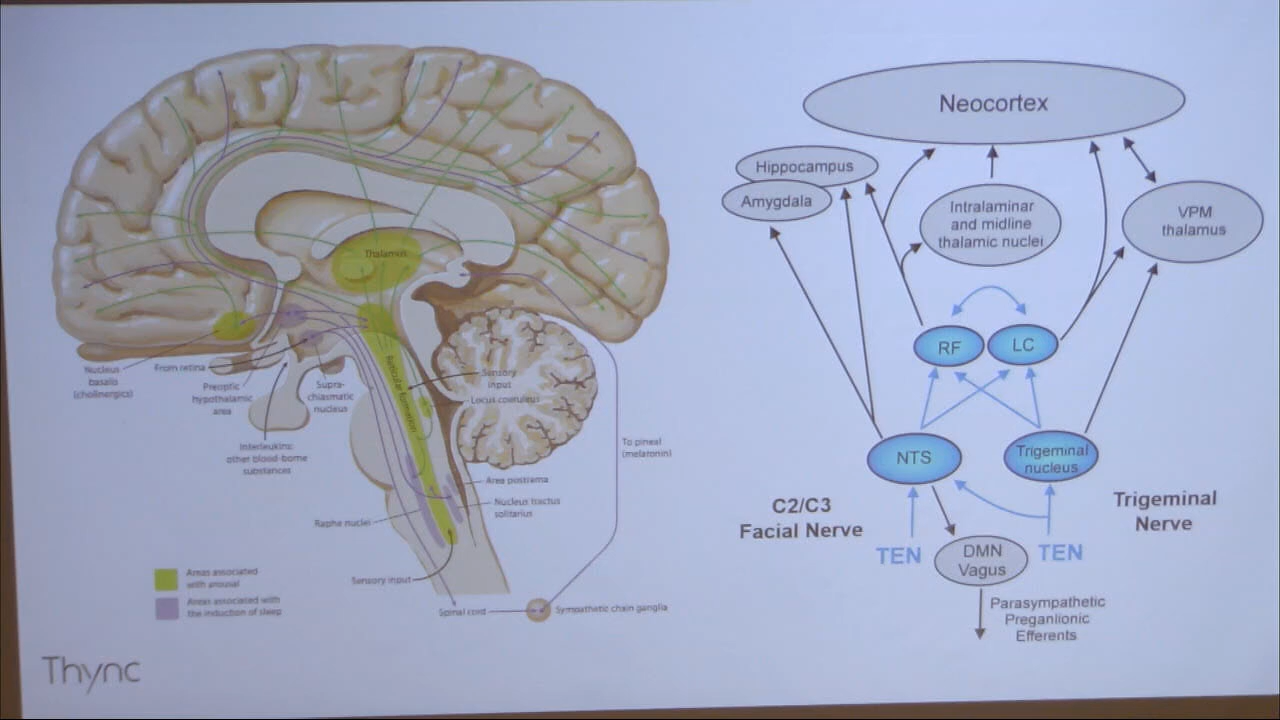 Thalamus
Reticular formation
Nucleus
basalis
(cholinergics)
From retina
Preoptic
hypothalamic
area
Supra-
chiasmatic
nucleus
Interleukins:
other blood-borne
substances
Sensory
input
Locus coeruleus
To pineal
(melaronin)
Area postrema
Nucleus tractus
solitarius
Raphe nuclei
Sensory input
Spinal cord
Sympathetic chain ganglia
Areas associated
with arousal
Areas associated with
the induction of sleep
Thync
Neocortex
Hippocampus
Amygdala
Intralaminar
and midline
thalamic nuclei
VPM
thalamus
RF
LC
NTS
Trigeminal
nucleus
C2/C3
Facial Nerve
Trigeminal
Nerve
TEN
TEN
DMN
Vagus
Parasympathetic
Preganlionic
Efferents